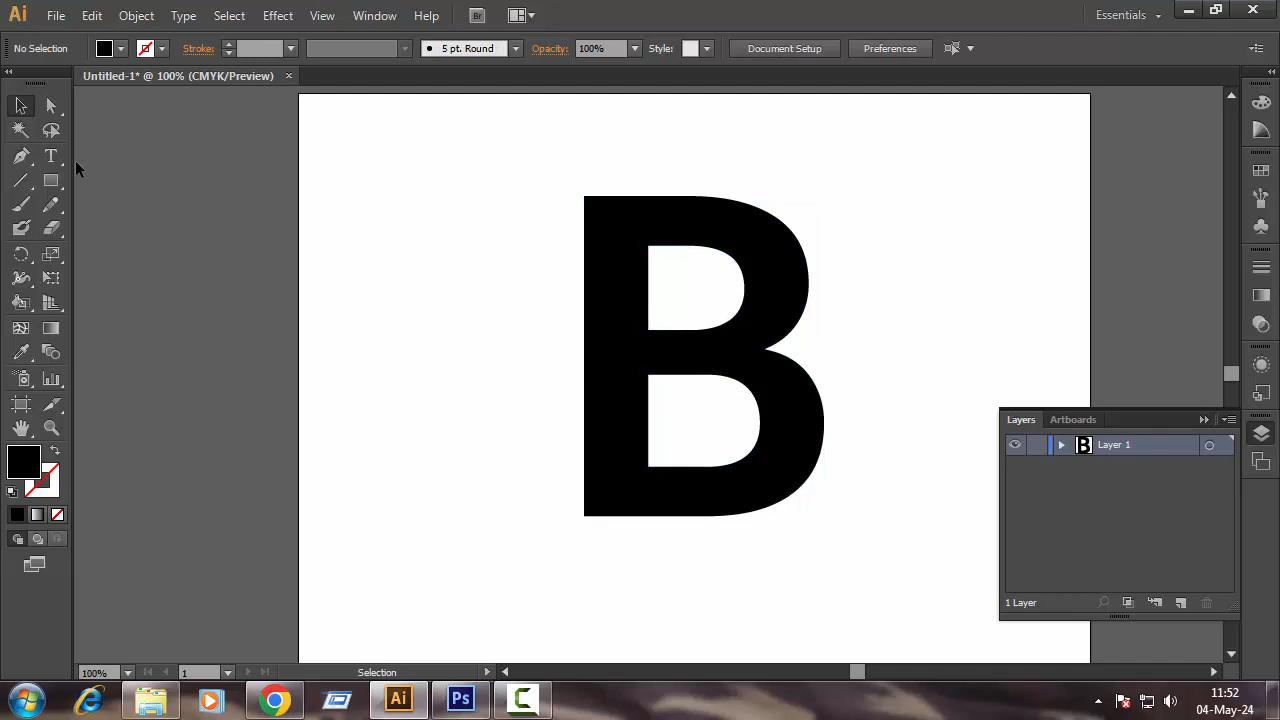 Ai File Edit Object Type Select Effect View Window Help Br Essentials
No Selection Stroke: 5 pt. Round Opacity: 100% Style: Document Setup Preferences
Untitled-1* @ 100% (CMYK/Preview)
T
B
Layers Artboards
B Layer 1
1 Layer
100% 1 Selection
Ai Ps C 11:52
04-May-24